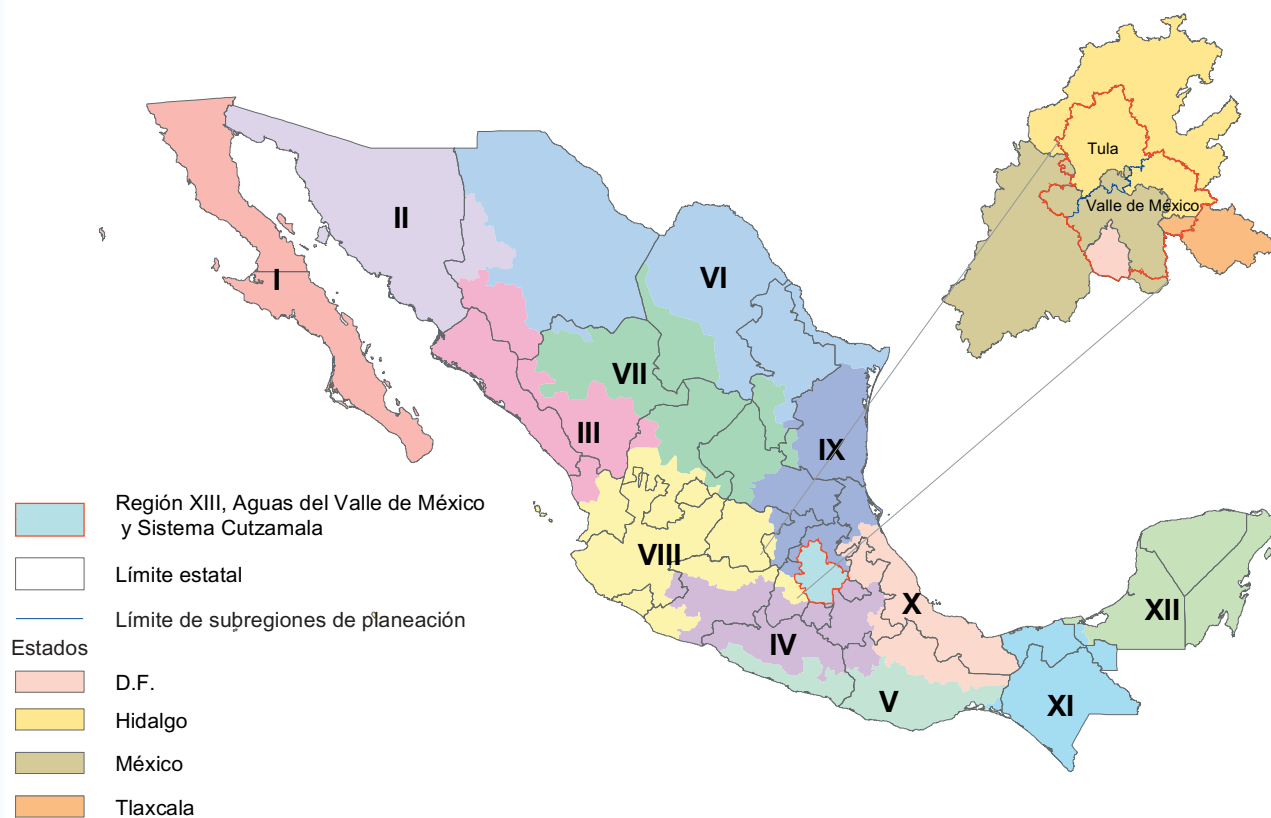 Tula
Valle de México
I
II
VI
VII
III
IX
VIII
X
XII
IV
V
XI
Región XIII, Aguas del Valle de México
y Sistema Cutzamala
Límite estatal
Límite de subregiones de planeación
Estados
D.F.
Hidalgo
México
Tlaxcala